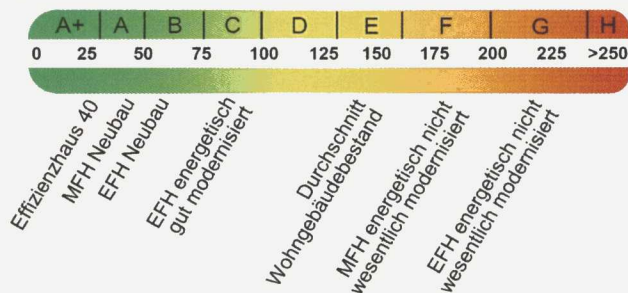 A+ A B C D E F G H
0 25 50 75 100 125 150 175 200 225 >250
Effizienzhaus 40
MFH Neubau
EFH Neubau
EFH energetisch
gut modernisiert
Durchschnitt
Wohngebäudebestand
MFH energetisch nicht
wesentlich modernisiert
EFH energetisch nicht
wesentlich modernisiert